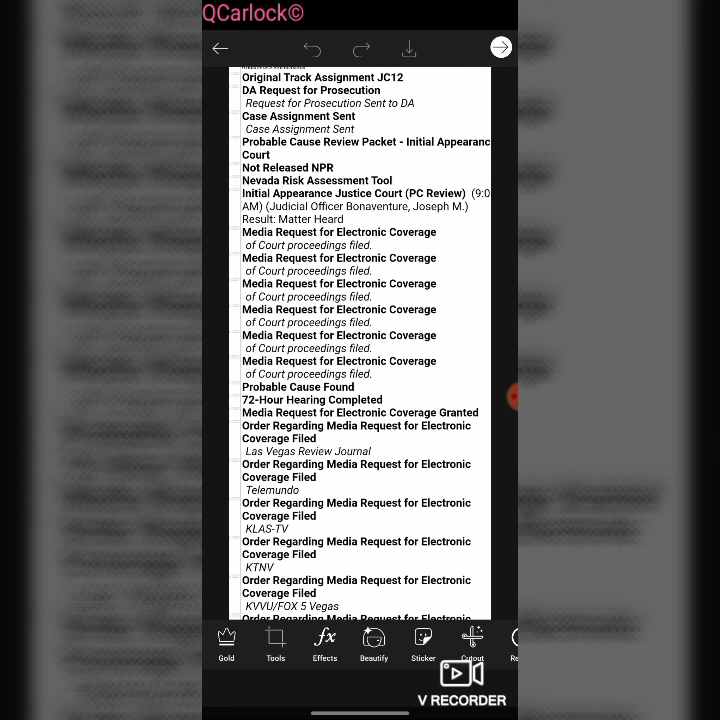 QCarlock©
Original Track Assignment JC12
DA Request for Prosecution
Request for Prosecution Sent to DA
Case Assignment Sent
Case Assignment Sent
Probable Cause Review Packet - Initial Appearanc
Court
Not Released NPR
Nevada Risk Assessment Tool
Initial Appearance Justice Court (PC Review) (9:0
AM) (Judicial Officer Bonaventure, Joseph M.)
Result: Matter Heard
Media Request for Electronic Coverage
of Court proceedings filed.
Media Request for Electronic Coverage
of Court proceedings filed.
Media Request for Electronic Coverage
of Court proceedings filed.
Media Request for Electronic Coverage
of Court proceedings filed.
Media Request for Electronic Coverage
of Court proceedings filed.
Media Request for Electronic Coverage
of Court proceedings filed.
Probable Cause Found
72-Hour Hearing Completed
Media Request for Electronic Coverage Granted
Order Regarding Media Request for Electronic
Coverage Filed
Las Vegas Review Journal
Order Regarding Media Request for Electronic
Coverage Filed
Telemundo
Order Regarding Media Request for Electronic
Coverage Filed
KLAS-TV
Order Regarding Media Request for Electronic
Coverage Filed
KTNV
Order Regarding Media Request for Electronic
Coverage Filed
KVVU/FOX 5 Vegas
Order Regarding Media Request for Electronic
Gold Tools Effects Beautify Sticker Cutout Re
V RECORDER